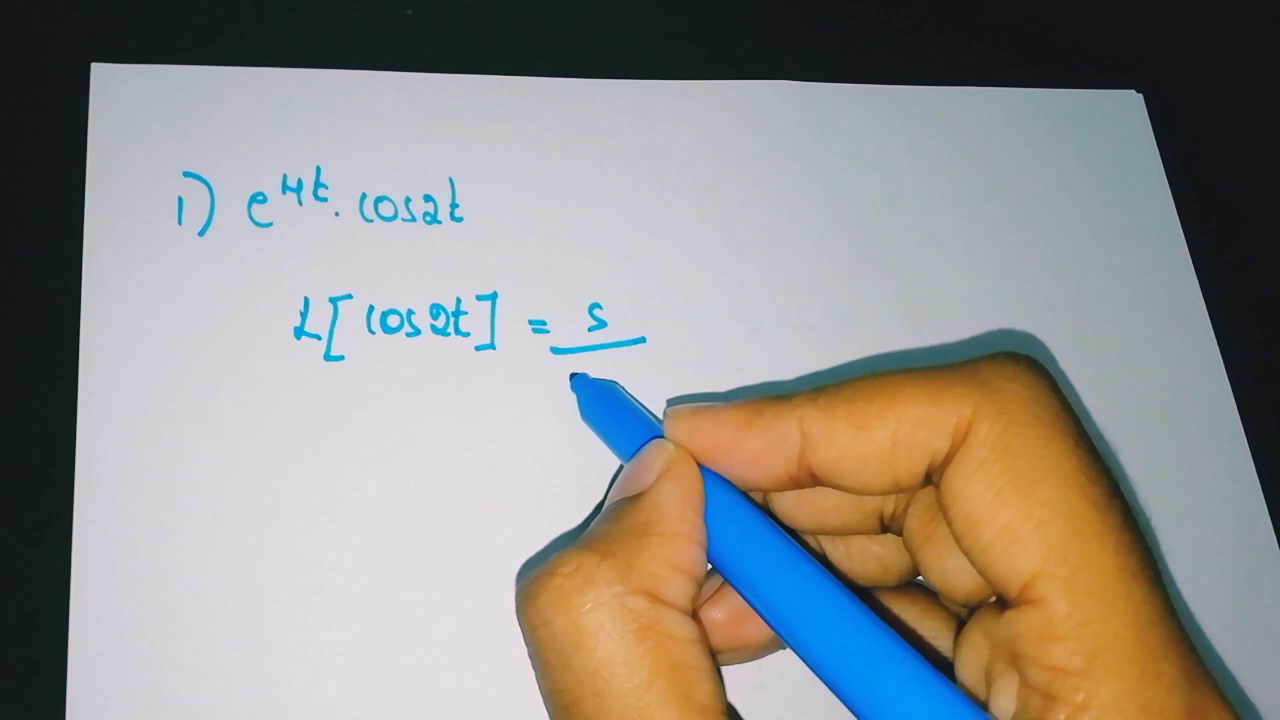 1) e^4t . cos2t
L[cos2t] = s/